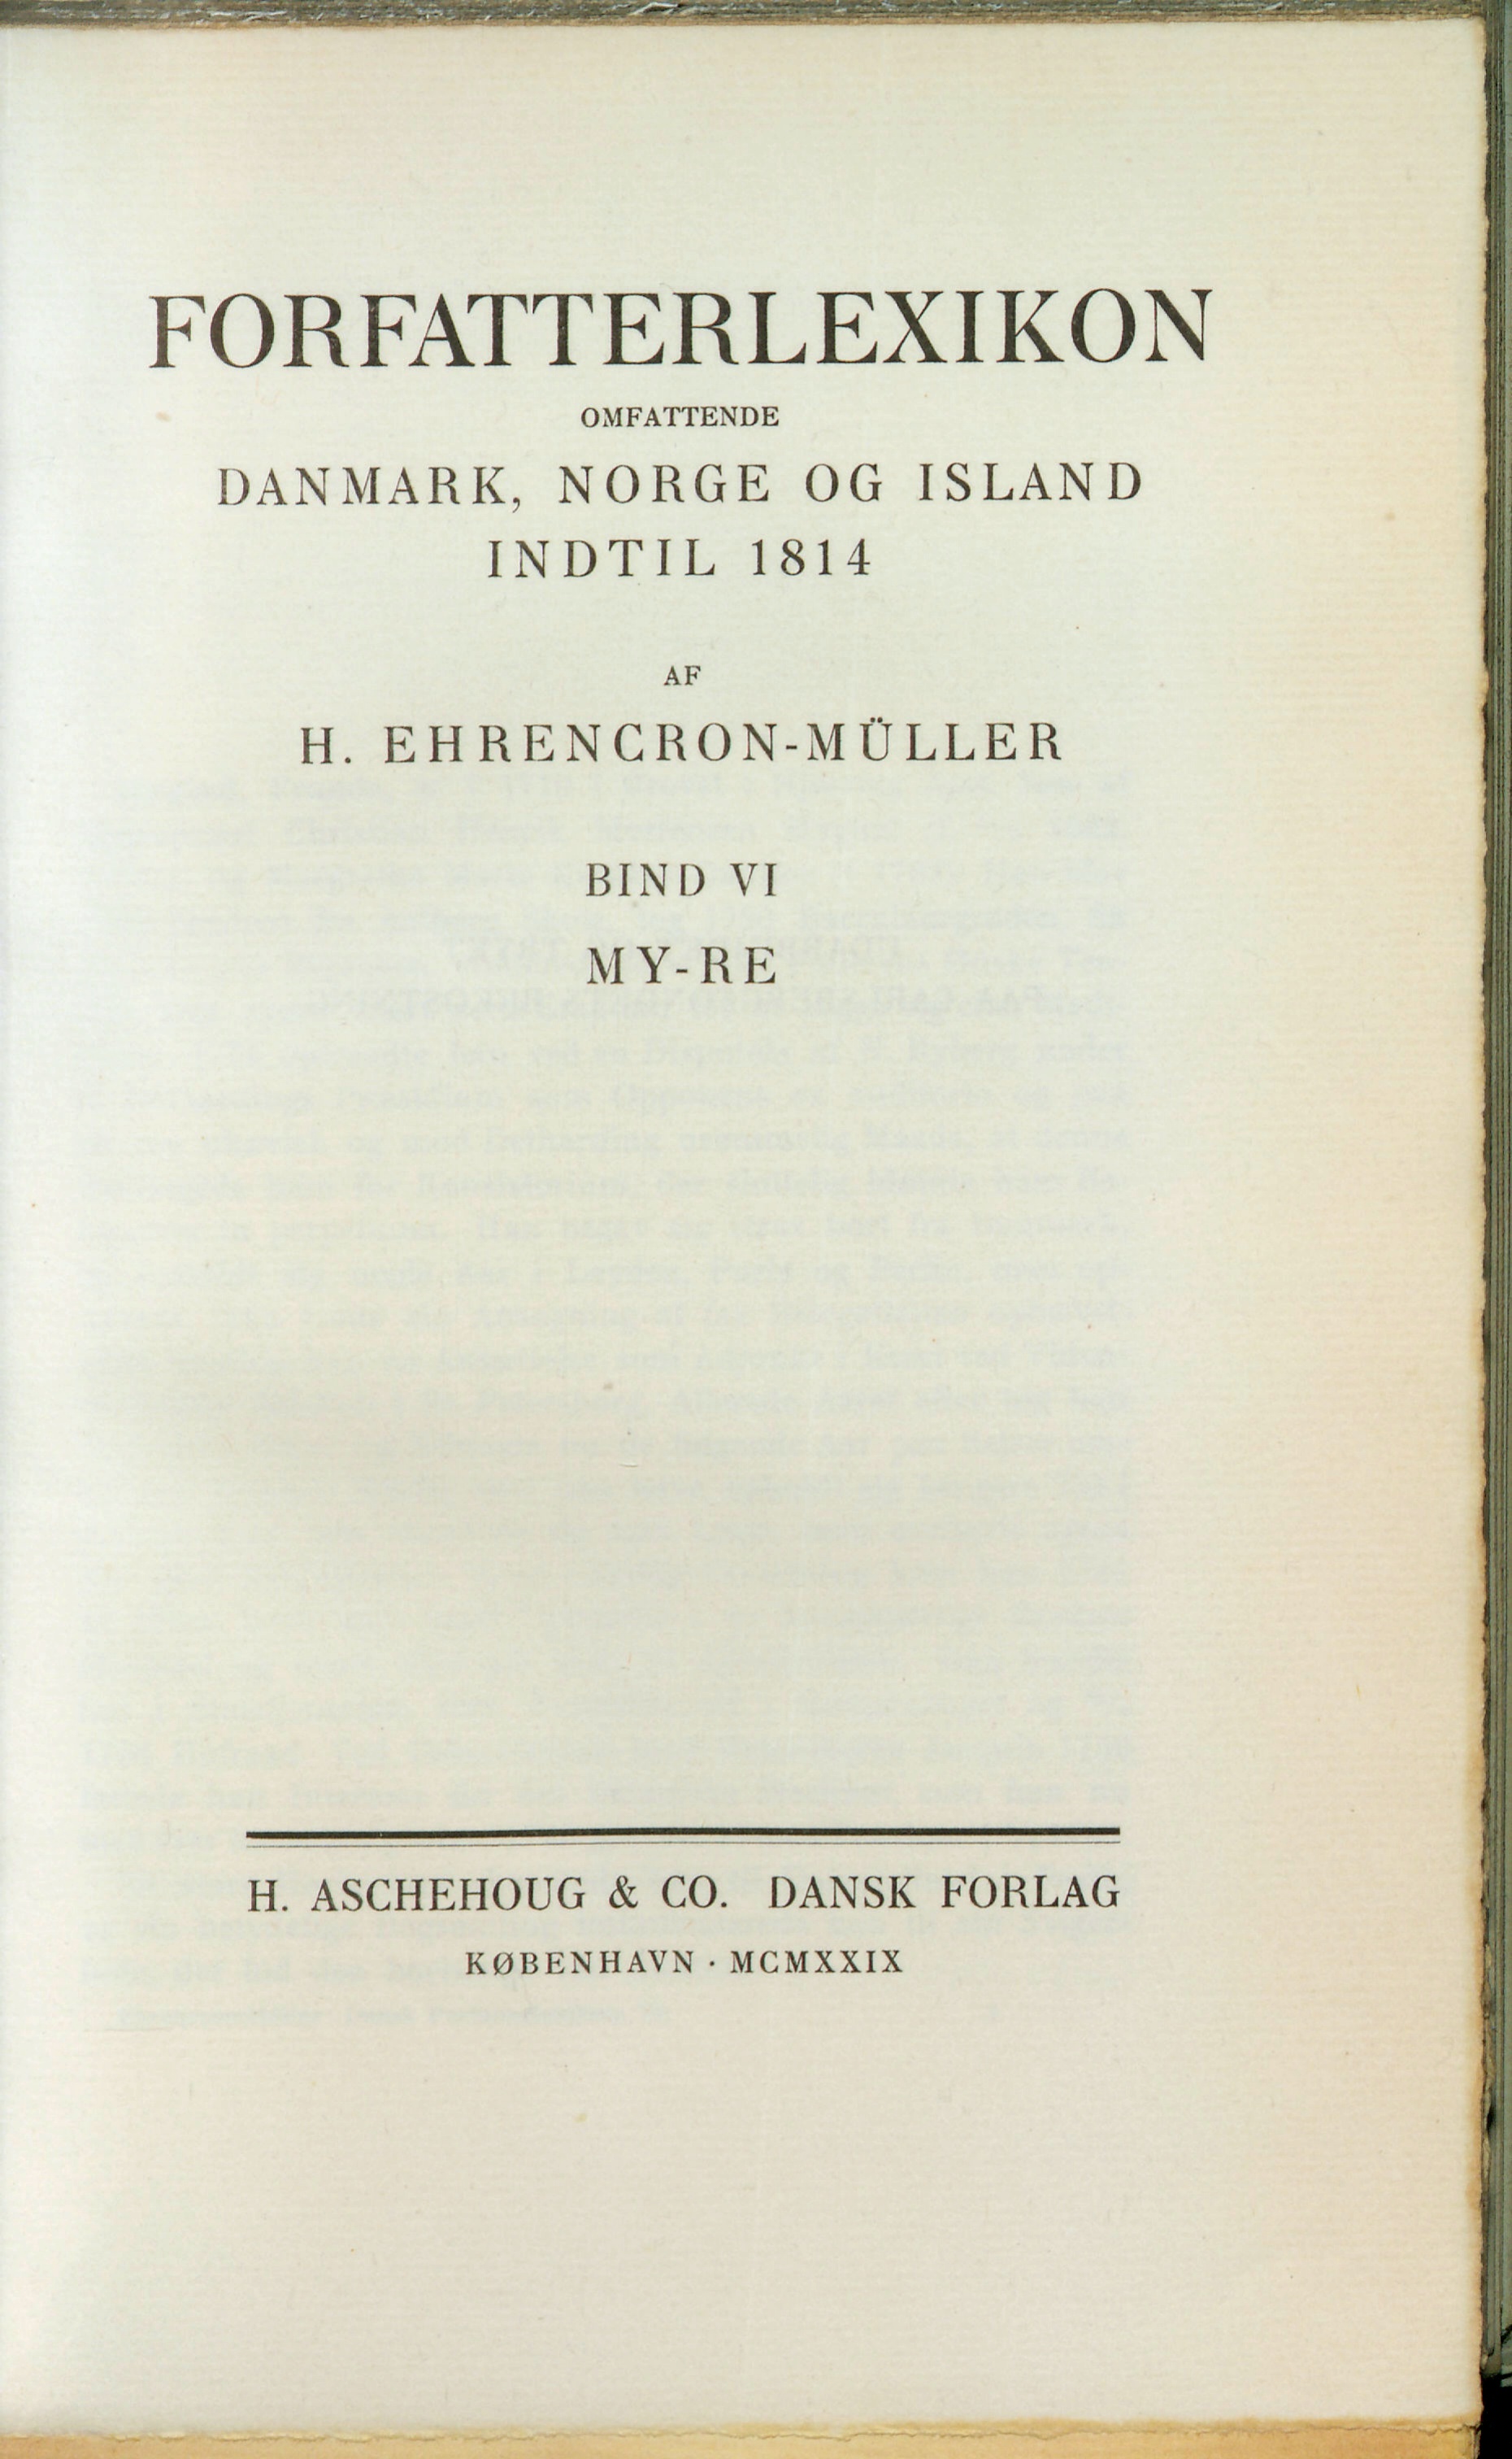 FORFATTERLEXIKON
OMFATTENDE
DANMARK, NORGE OG ISLAND
INDTIL 1814
AF
H. EHRENCRON-MÜLLER
BIND VI
MY-RE
H. ASCHEHOUG & CO. DANSK FORLAG
KØBENHAVN · MCMXXIX